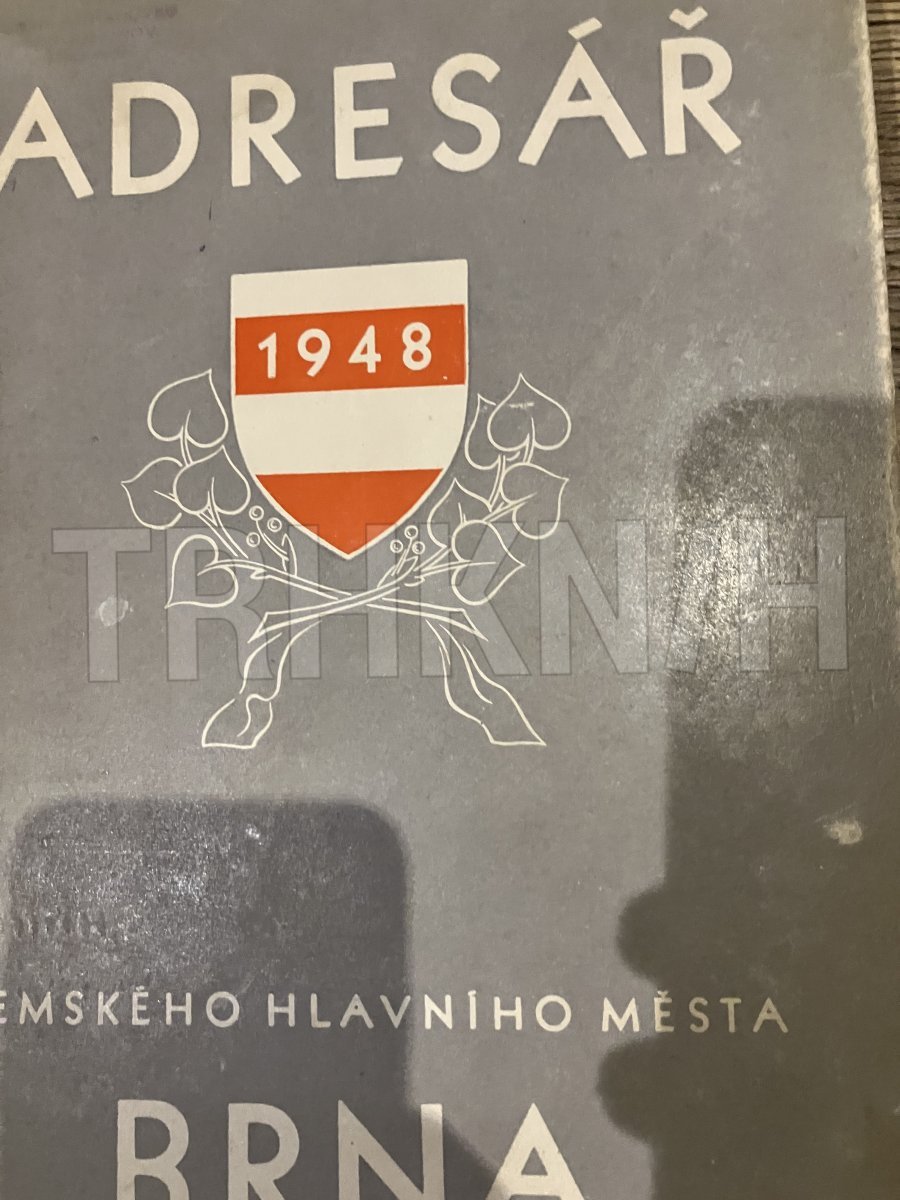 ADRESÁŘ
1948
TRHKNIH
EMSKÉHO HLAVNÍHO MĚSTA
BRNA